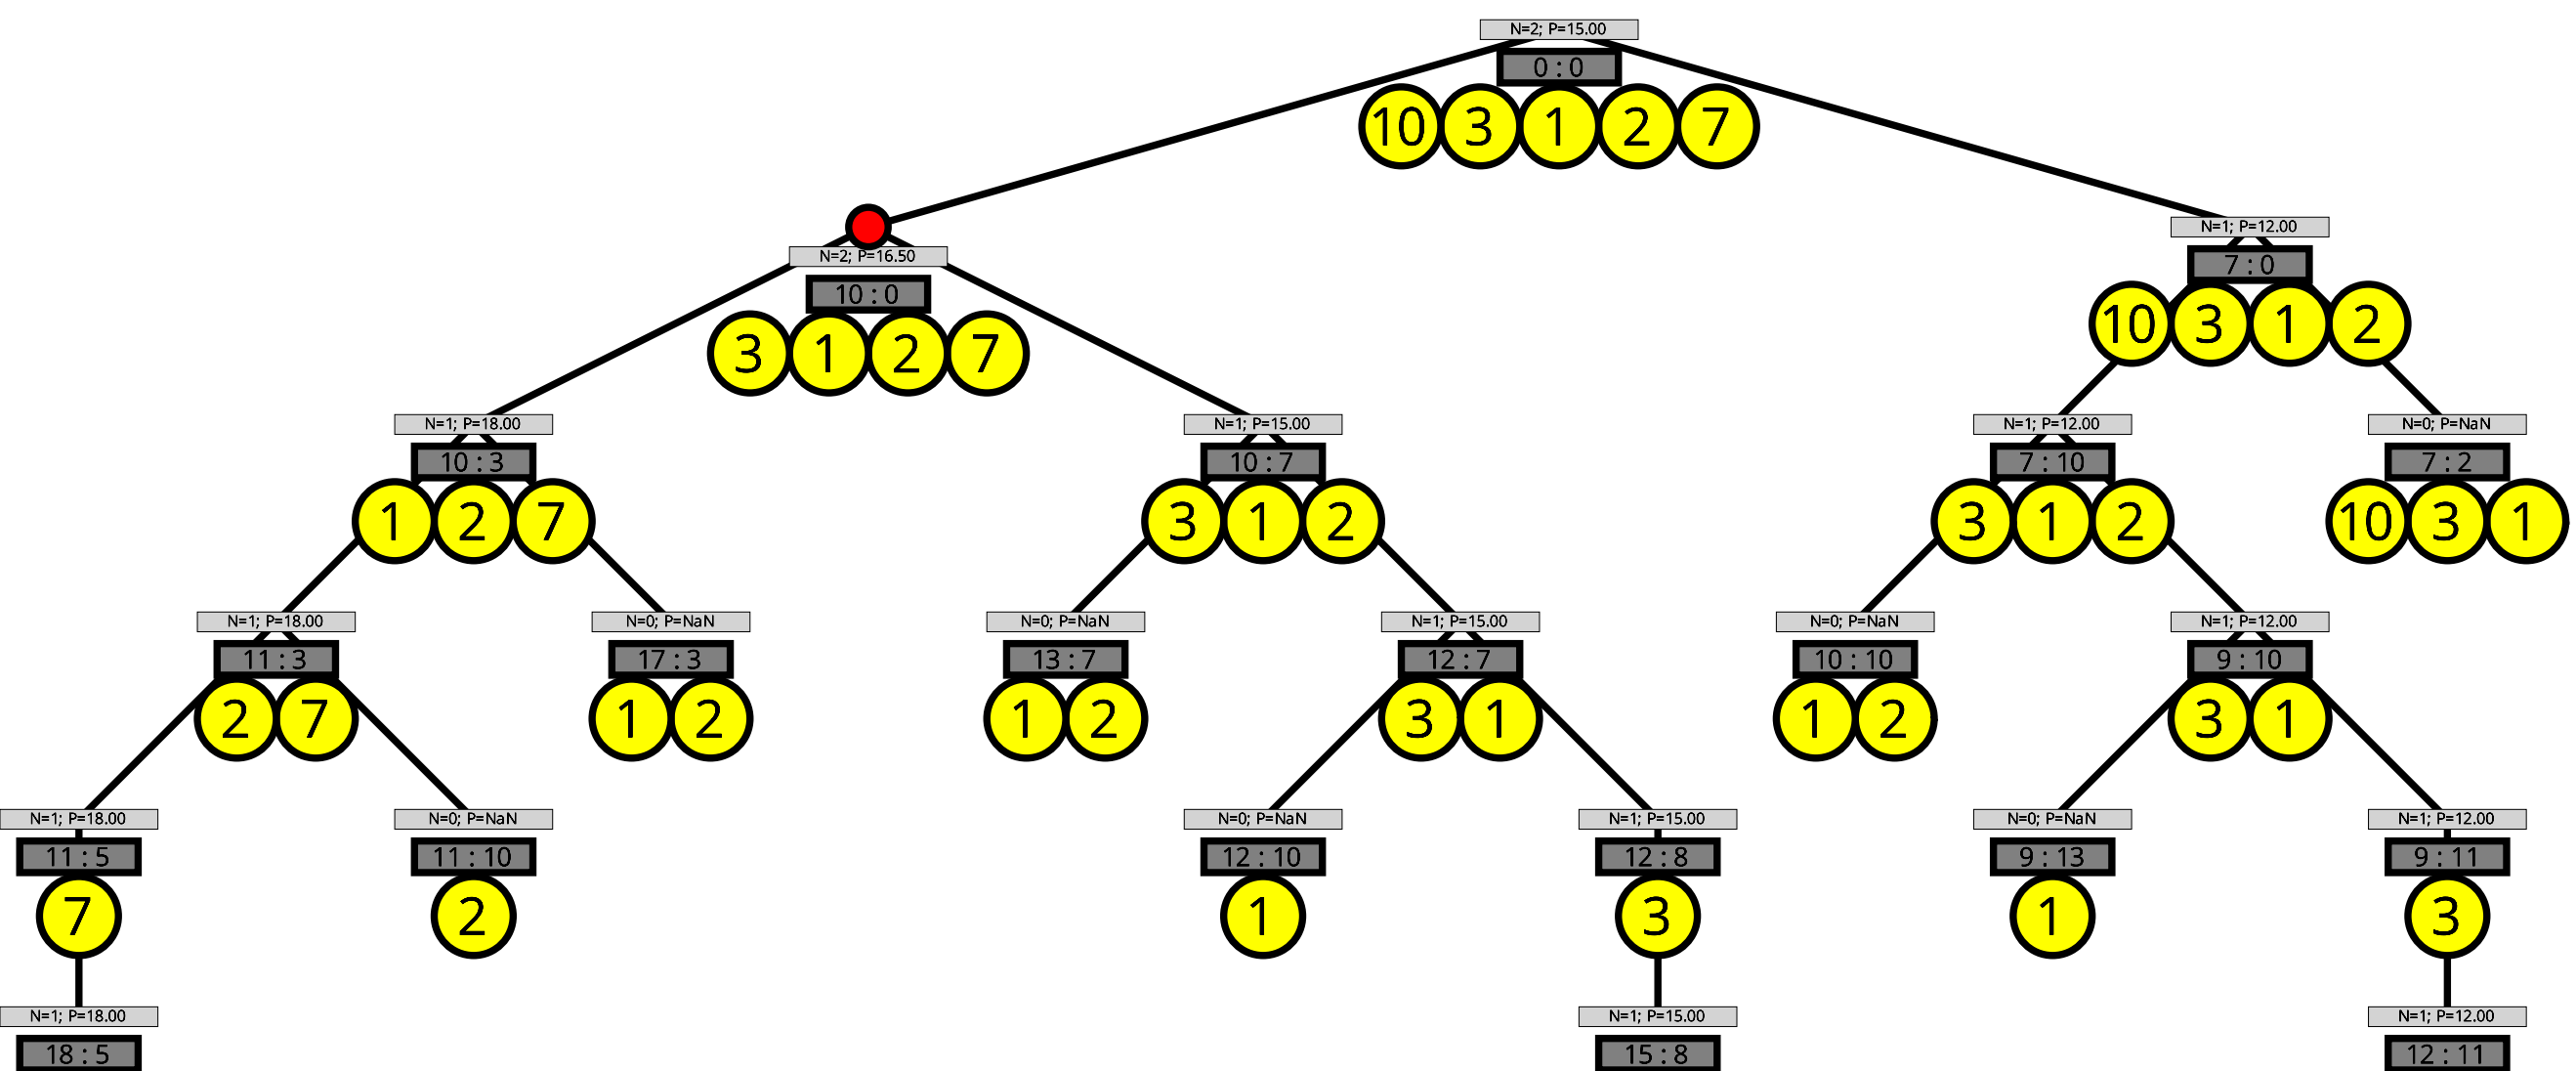 N=2; P=15.00
0 : 0
10 3 1 2 7
N=2; P=16.50
10 : 0
3 1 2 7
N=1; P=12.00
7 : 0
10 3 1 2
N=1; P=18.00
10 : 3
1 2 7
N=1; P=15.00
10 : 7
3 1 2
N=1; P=12.00
7 : 10
3 1 2
N=0; P=NaN
7 : 2
10 3 1
N=1; P=18.00
11 : 3
2 7
N=0; P=NaN
17 : 3
1 2
N=0; P=NaN
13 : 7
1 2
N=1; P=15.00
12 : 7
3 1
N=0; P=NaN
10 : 10
1 2
N=1; P=12.00
9 : 10
3 1
N=1; P=18.00
11 : 5
7
N=0; P=NaN
11 : 10
2
N=0; P=NaN
12 : 10
1
N=1; P=15.00
12 : 8
3
N=0; P=NaN
9 : 13
1
N=1; P=12.00
9 : 11
3
N=1; P=18.00
18 : 5
N=1; P=15.00
15 : 8
N=1; P=12.00
12 : 11